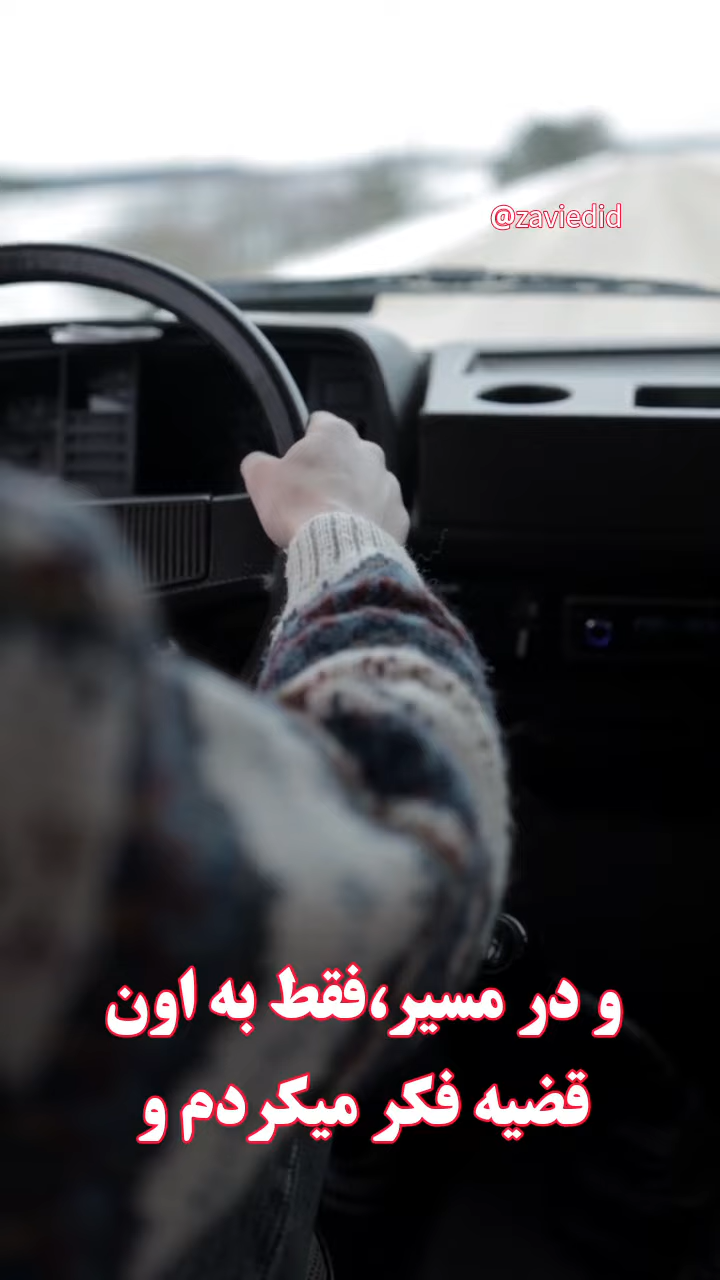 @zaviedid
و در مسیر،فقط به اون
قضیه فکر میکردم و